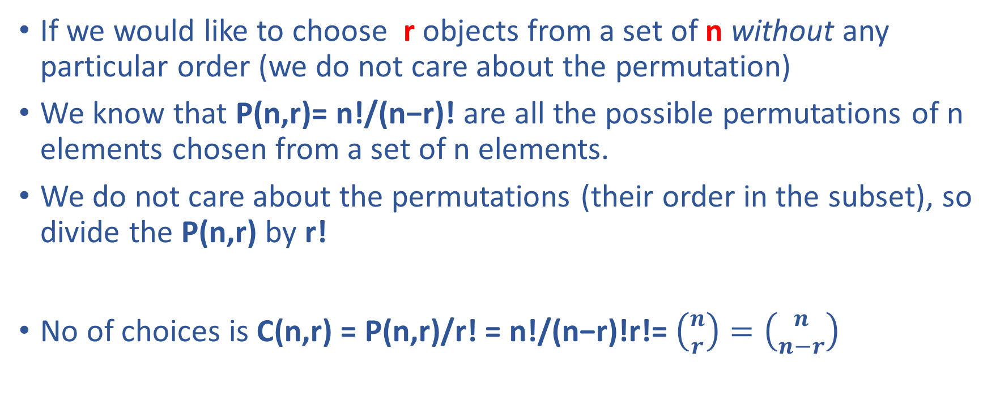 • If we would like to choose r objects from a set of n without any
particular order (we do not care about the permutation)
• We know that P(n,r)= n!/(n−r)! are all the possible permutations of n
elements chosen from a set of n elements.
• We do not care about the permutations (their order in the subset), so
divide the P(n,r) by r!
• No of choices is C(n,r) = P(n,r)/r! = n!/(n−r)!r!= (n r) = (n n−r)